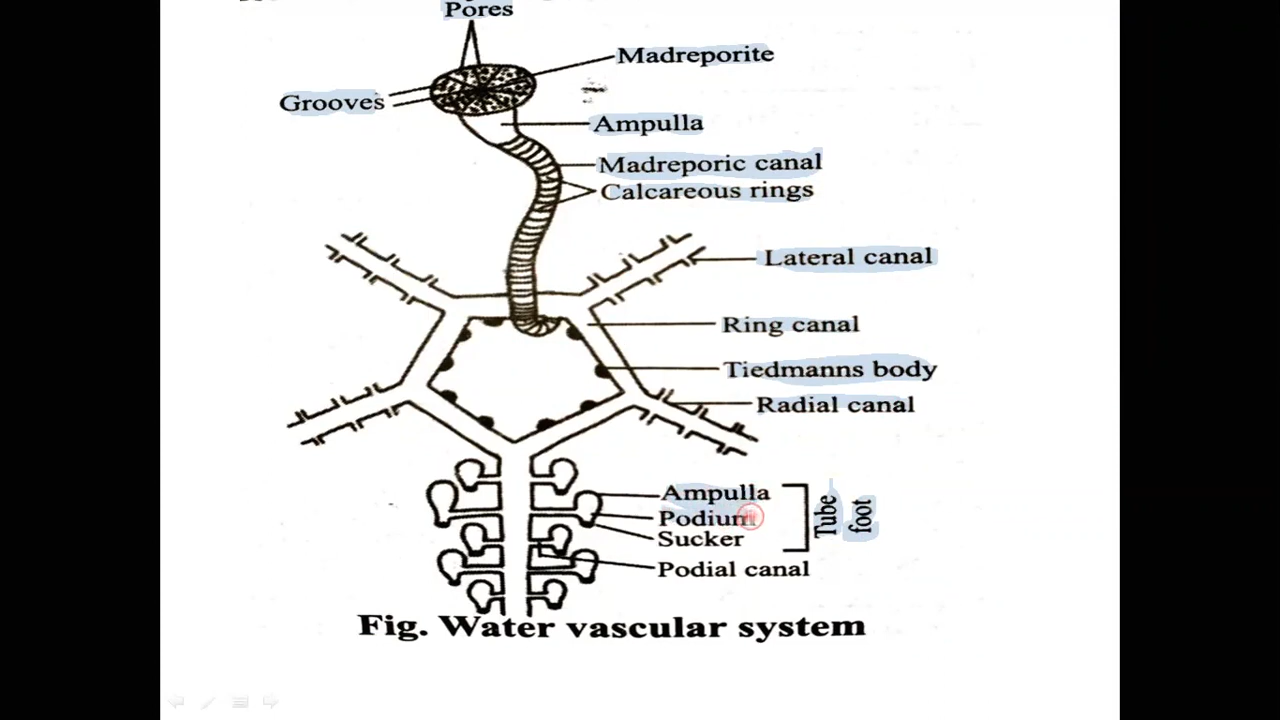 Pores
Madreporite
Grooves
Ampulla
Madreporic canal
Calcareous rings
Lateral canal
Ring canal
Tiedmanns body
Radial canal
Ampulla
Podium
Sucker
Tube
foot
Podial canal
Fig. Water vascular system